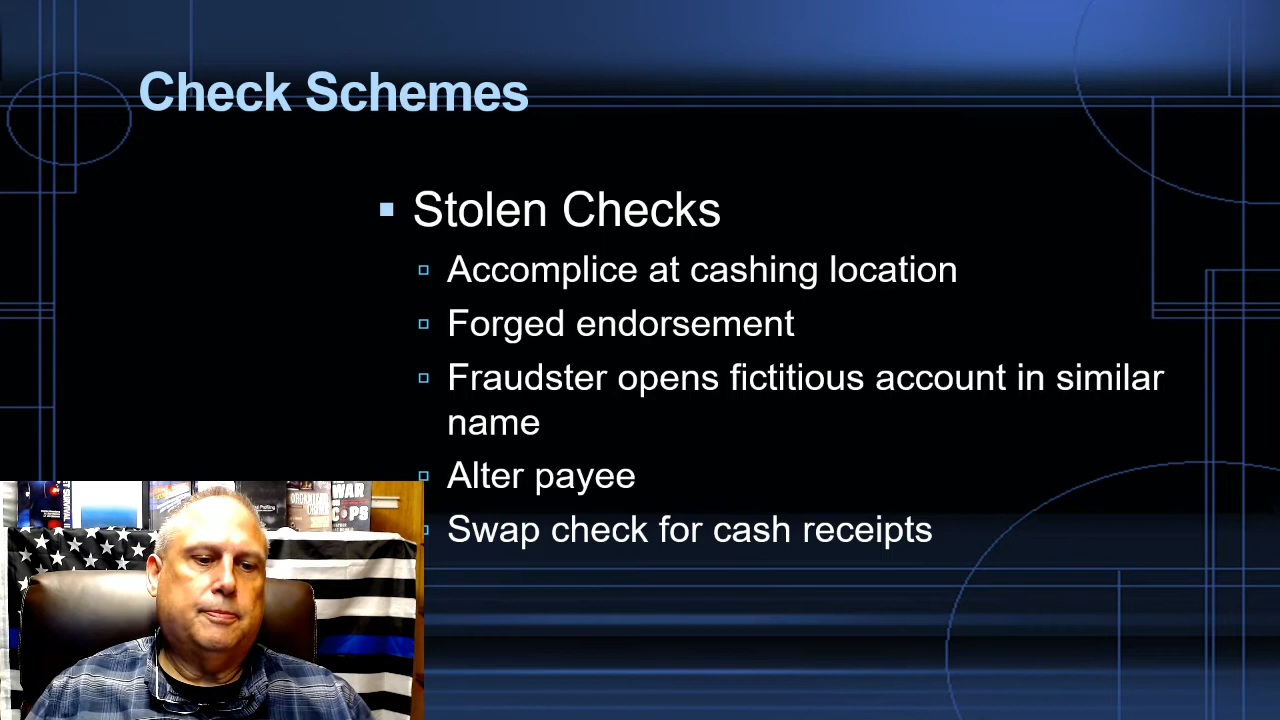 Check Schemes
Stolen Checks
Accomplice at cashing location
Forged endorsement
Fraudster opens fictitious account in similar
name
Alter payee
Swap check for cash receipts
WAR
ON
COPS